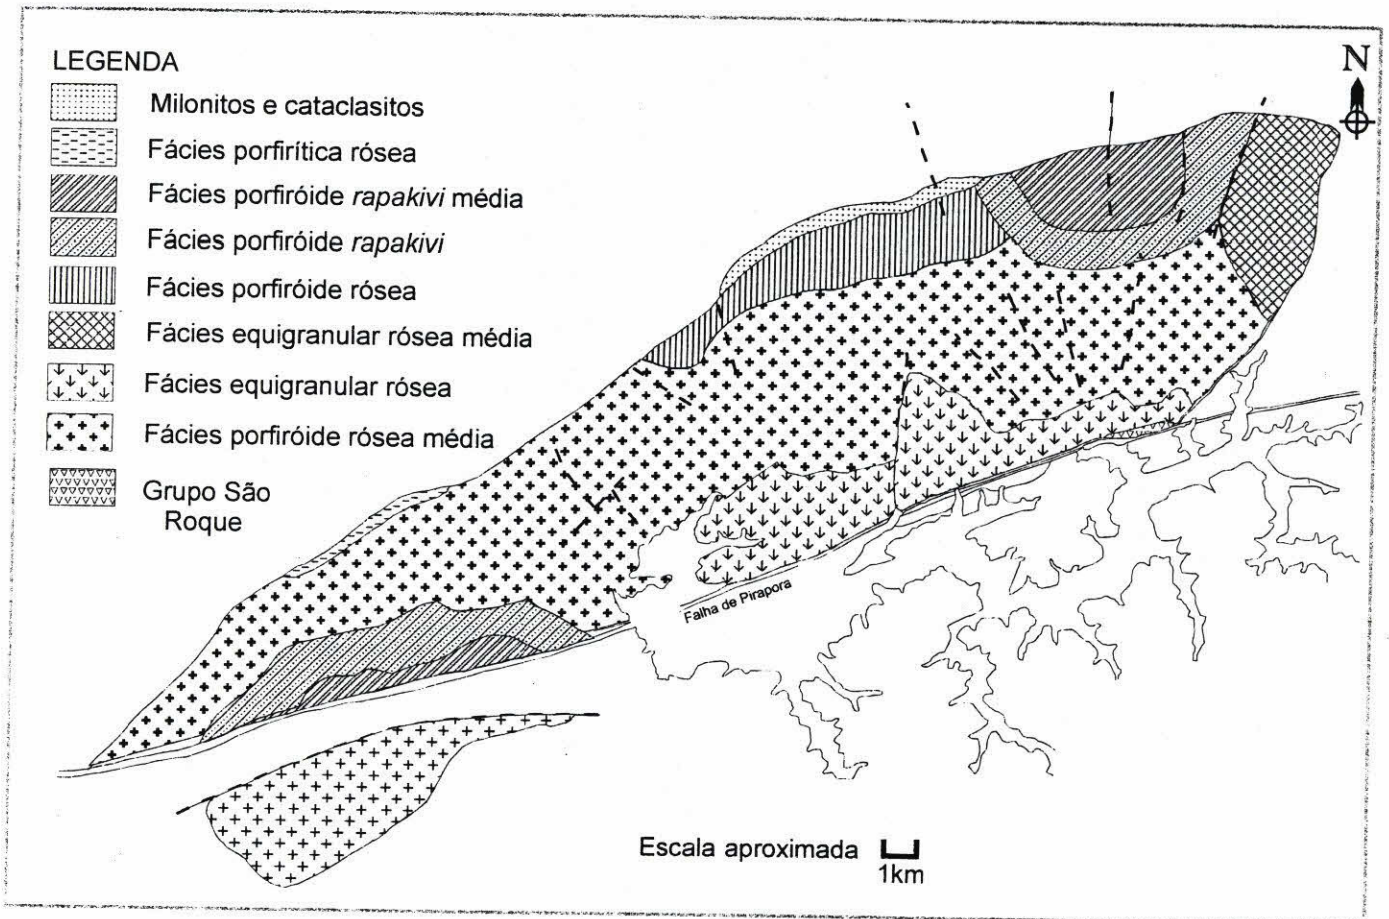 LEGENDA
Milonitos e cataclasitos
Fácies porfirítica rósea
Fácies porfiróide rapakivi média
Fácies porfiróide rapakivi
Fácies porfiróide rósea
Fácies equigranular rósea média
Fácies equigranular rósea
Fácies porfiróide rósea média
Grupo São
Roque
N
Falha de Pirapora
Escala aproximada
1km